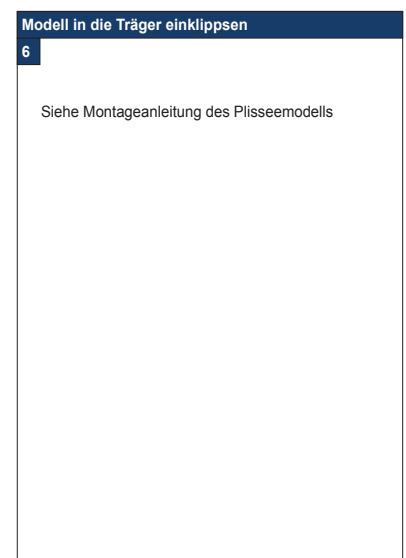 Modell in die Träger einklippsen
6
Siehe Montageanleitung des Plisseemodells